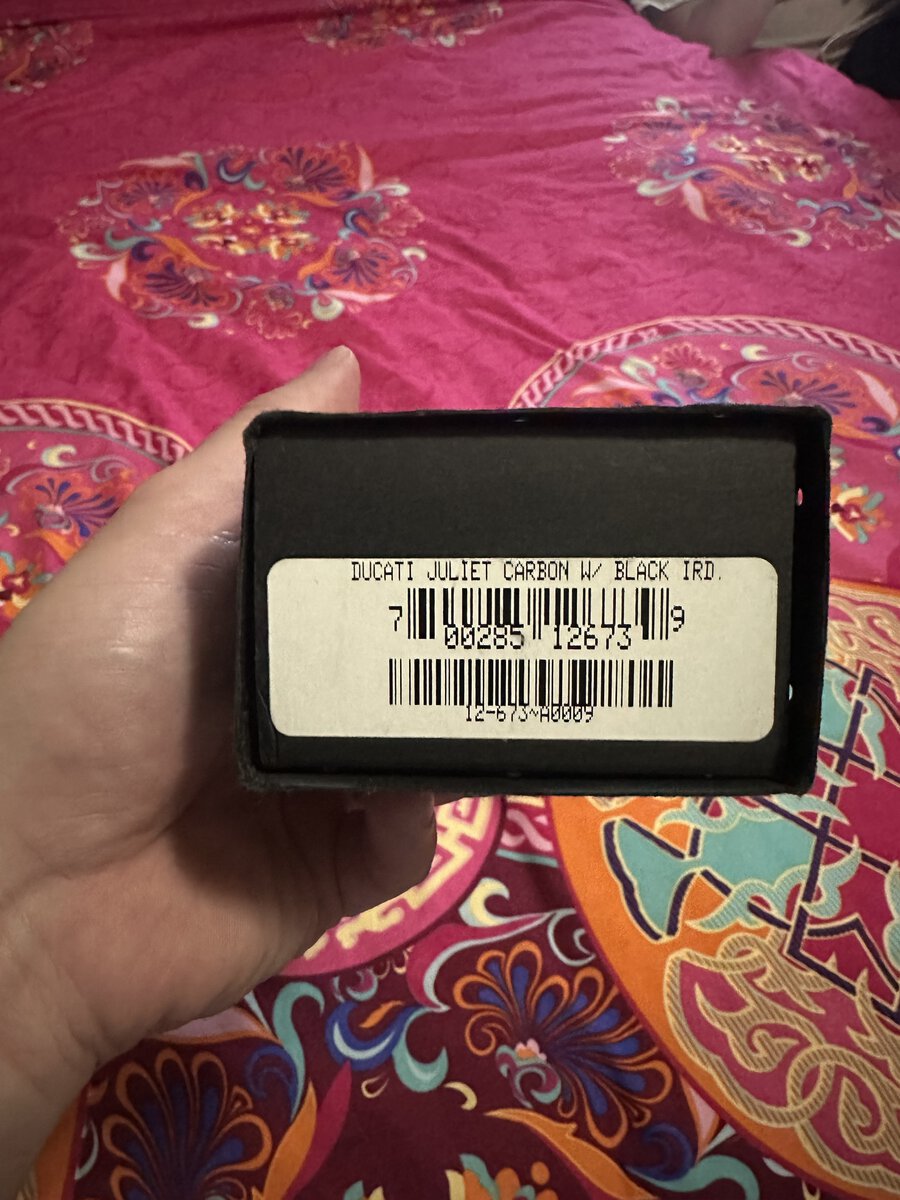 DUCATI JULIET CARBON W/ BLACK IRD.
7 00285 12673 9
12-673~A0009